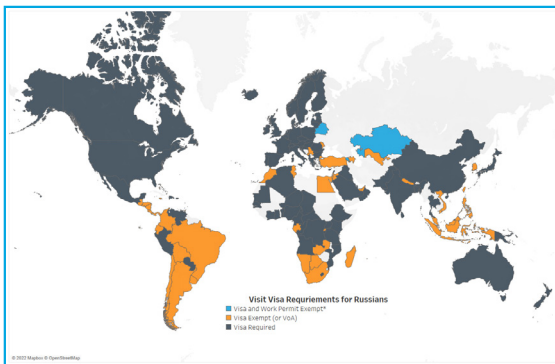 Visit Visa Requriements for Russians
Visa and Work Permit Exempt*
Visa Exempt (or VoA)
Visa Required
© 2022 Mapbox © OpenStreetMap